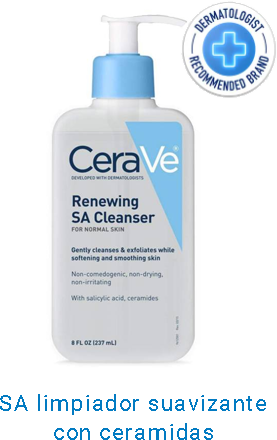 DERMATOLOGIST
RECOMMENDED BRAND
CeraVe
DEVELOPED WITH DERMATOLOGISTS
Renewing
SA Cleanser
FOR NORMAL SKIN
Gently cleanses & exfoliates while
softening and smoothing skin
Non-comedogenic, non-drying,
non-irritating
With salicylic acid, ceramides
8 FL OZ (237 mL)
SA limpiador suavizante
con ceramidas